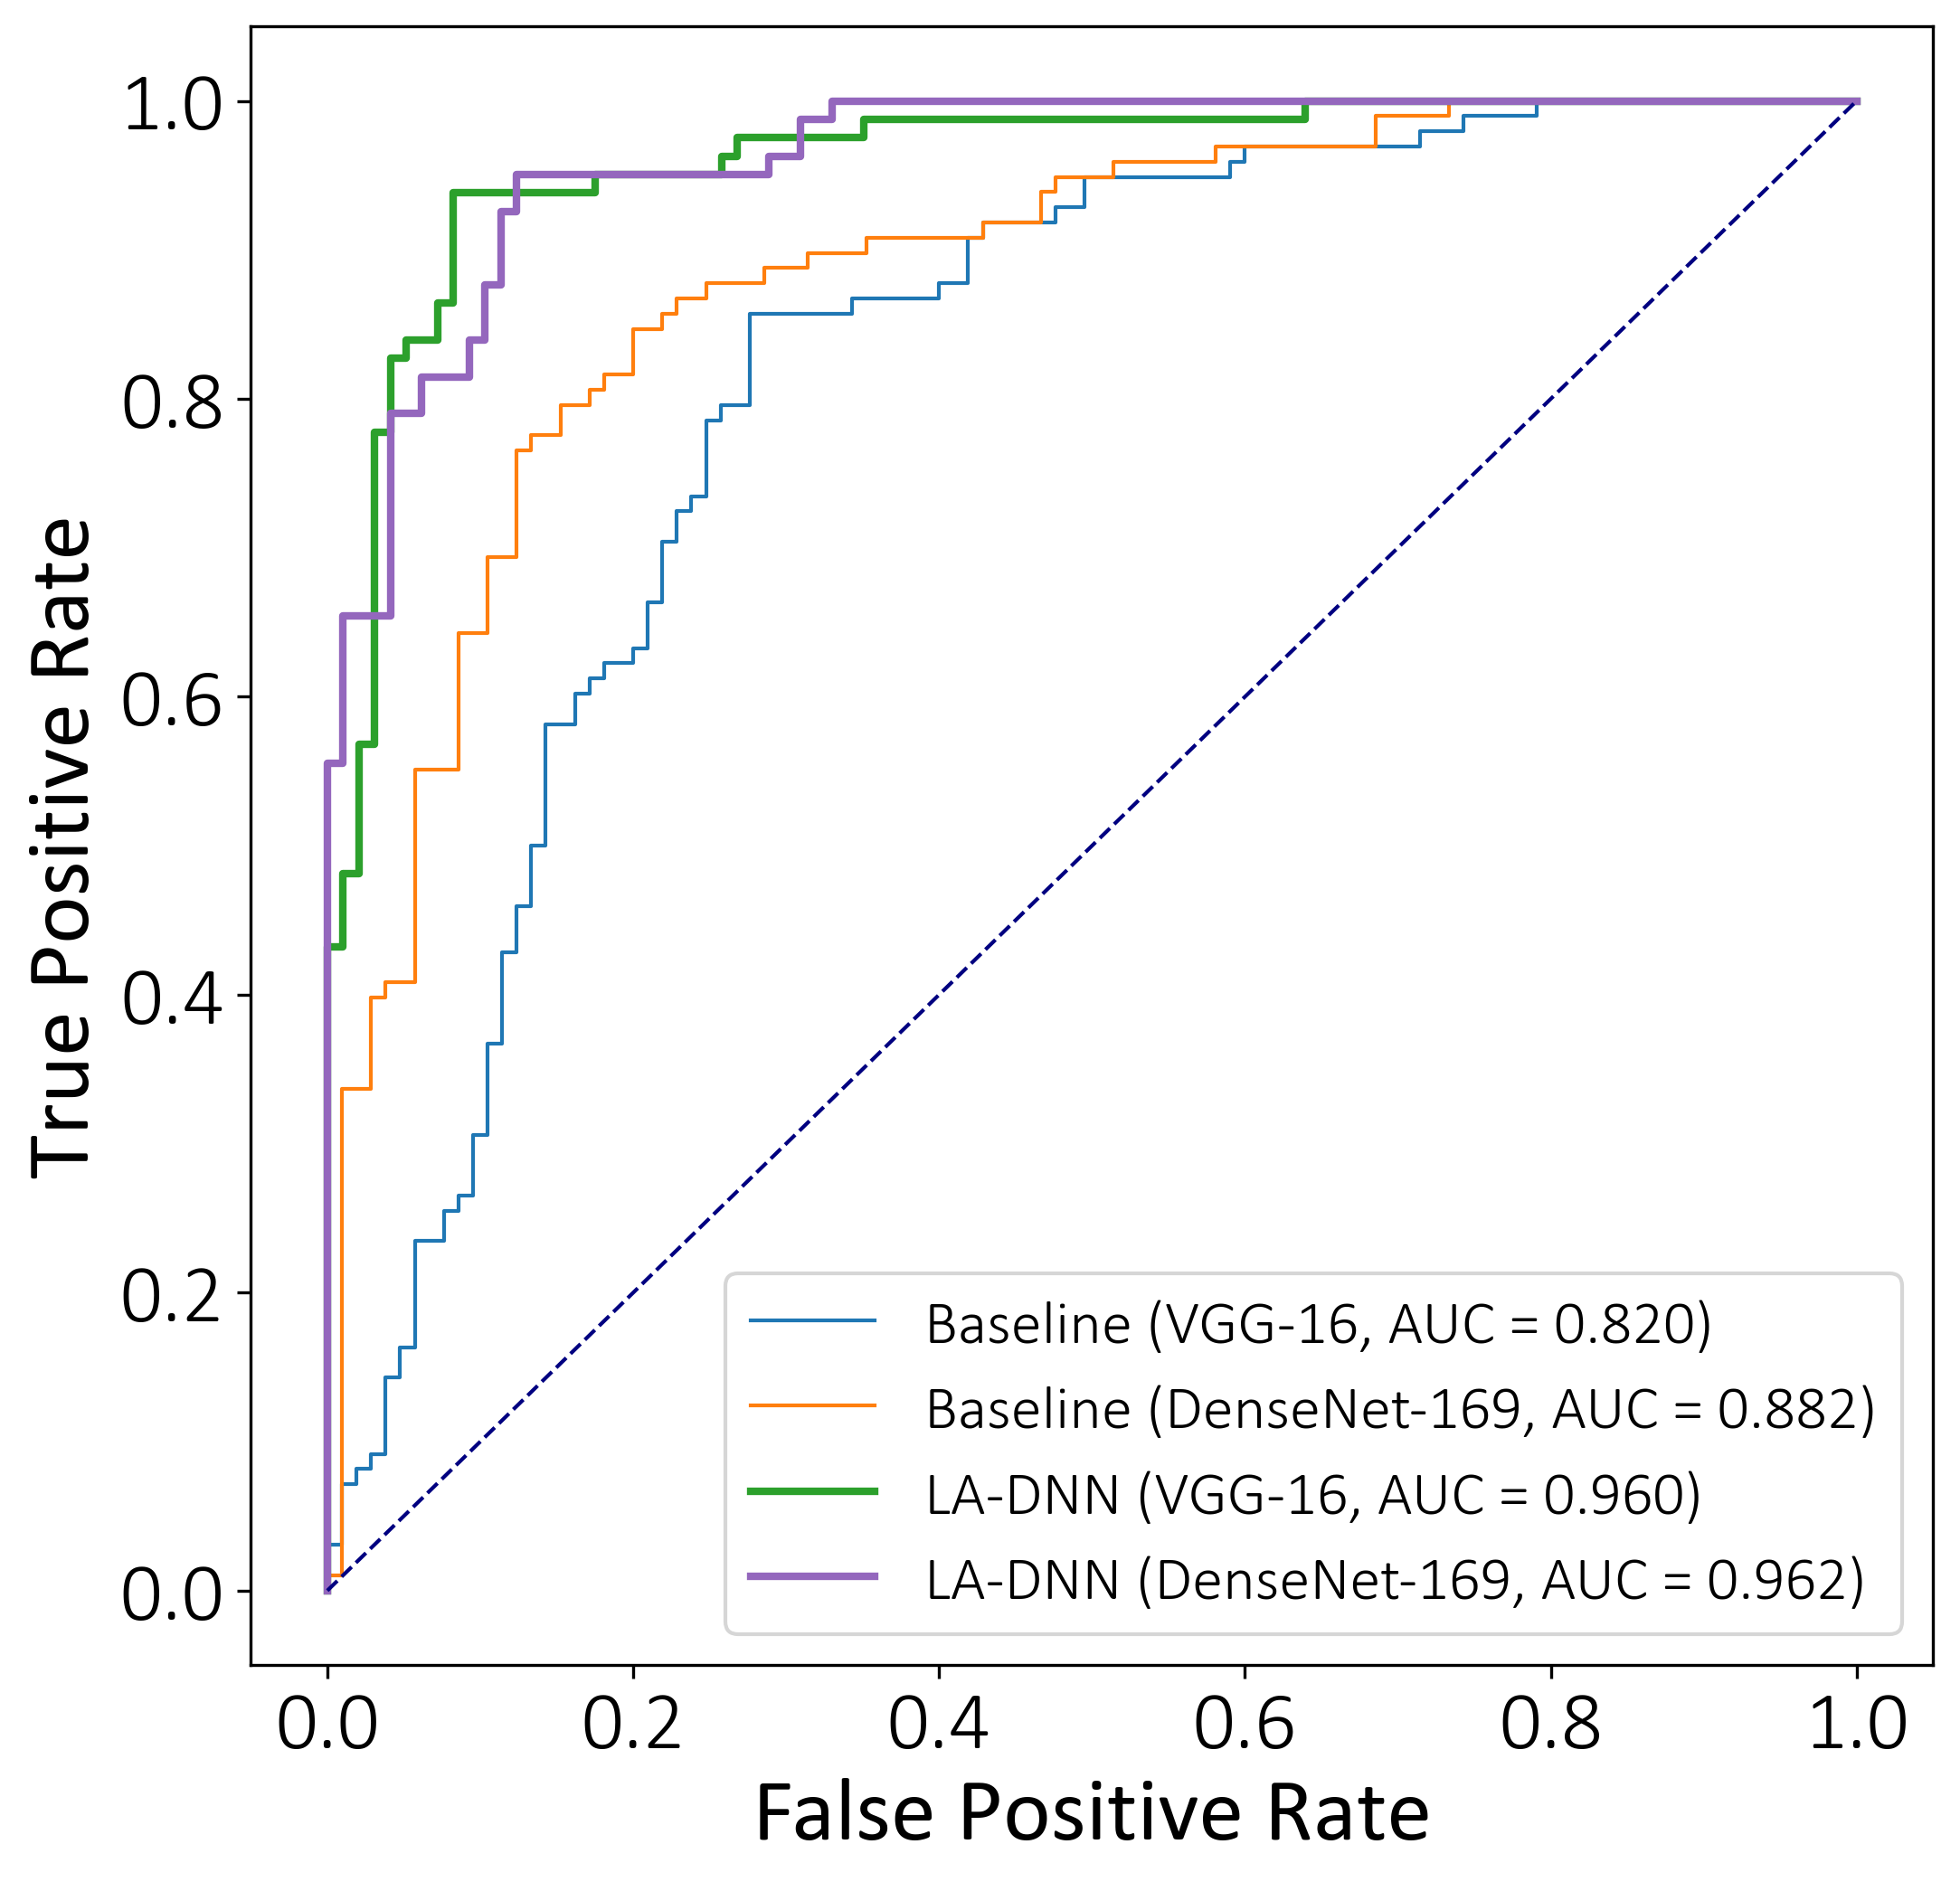 1.0
0.8
0.6
0.4
0.2
0.0
True Positive Rate
Baseline (VGG-16, AUC = 0.820)
Baseline (DenseNet-169, AUC = 0.882)
LA-DNN (VGG-16, AUC = 0.960)
LA-DNN (DenseNet-169, AUC = 0.962)
0.0 0.2 0.4 0.6 0.8 1.0
False Positive Rate